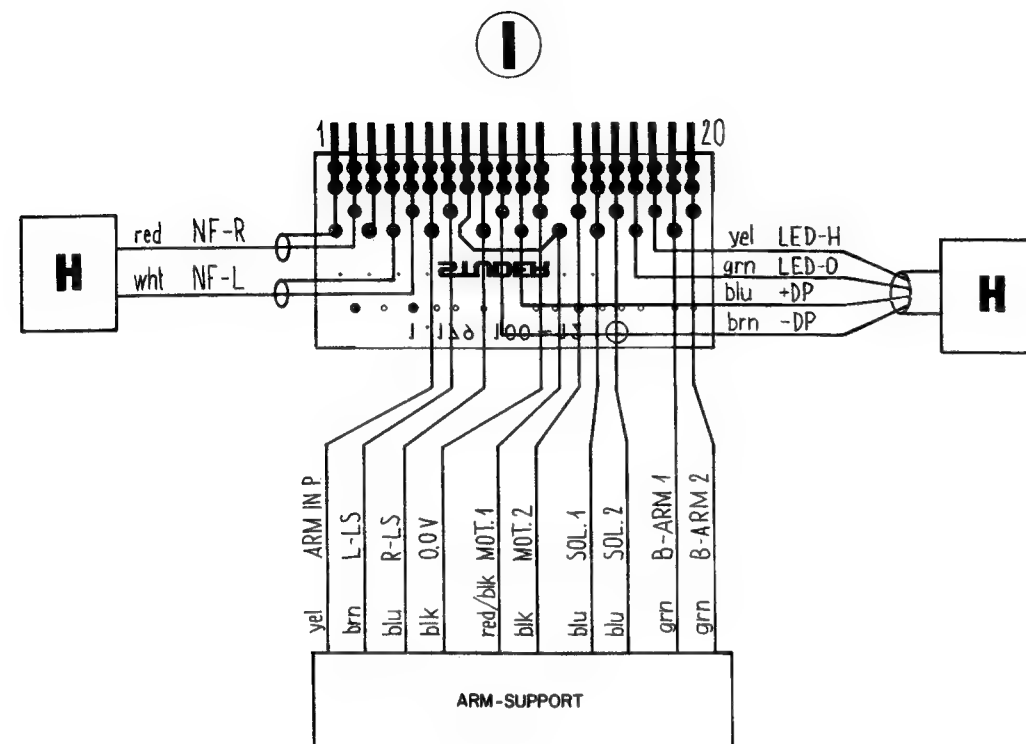 I
1 20
H
red NF-R
wht NF-L
yel LED-H
grn LED-O
blu +DP
brn -DP
H
STUDER
ARM IN P.
L-LS
R-LS
0.0V
MOT.1
MOT.2
SOL.1
SOL.2
B-ARM 1
B-ARM 2
yel
brn
blu
blk
red/blk
blk
blu
blu
grn
grn
ARM-SUPPORT